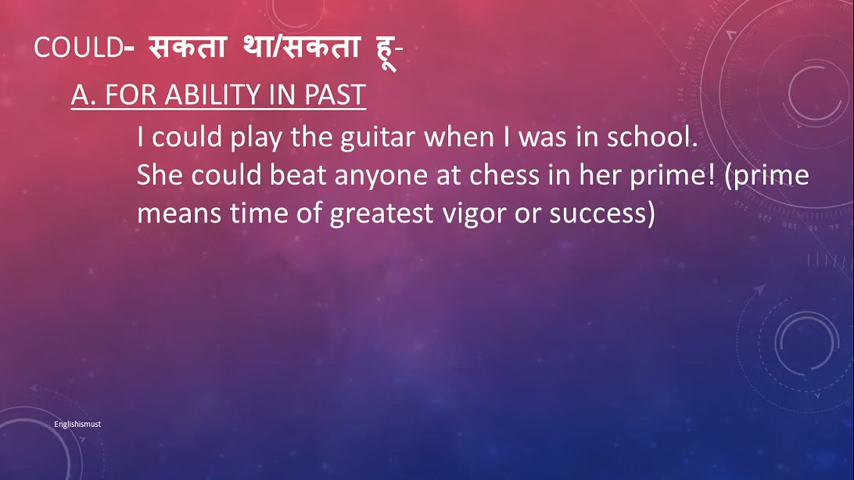 COULD- सकता था/सकता हू-
A. FOR ABILITY IN PAST
I could play the guitar when I was in school.
She could beat anyone at chess in her prime! (prime
means time of greatest vigor or success)
Englishismust